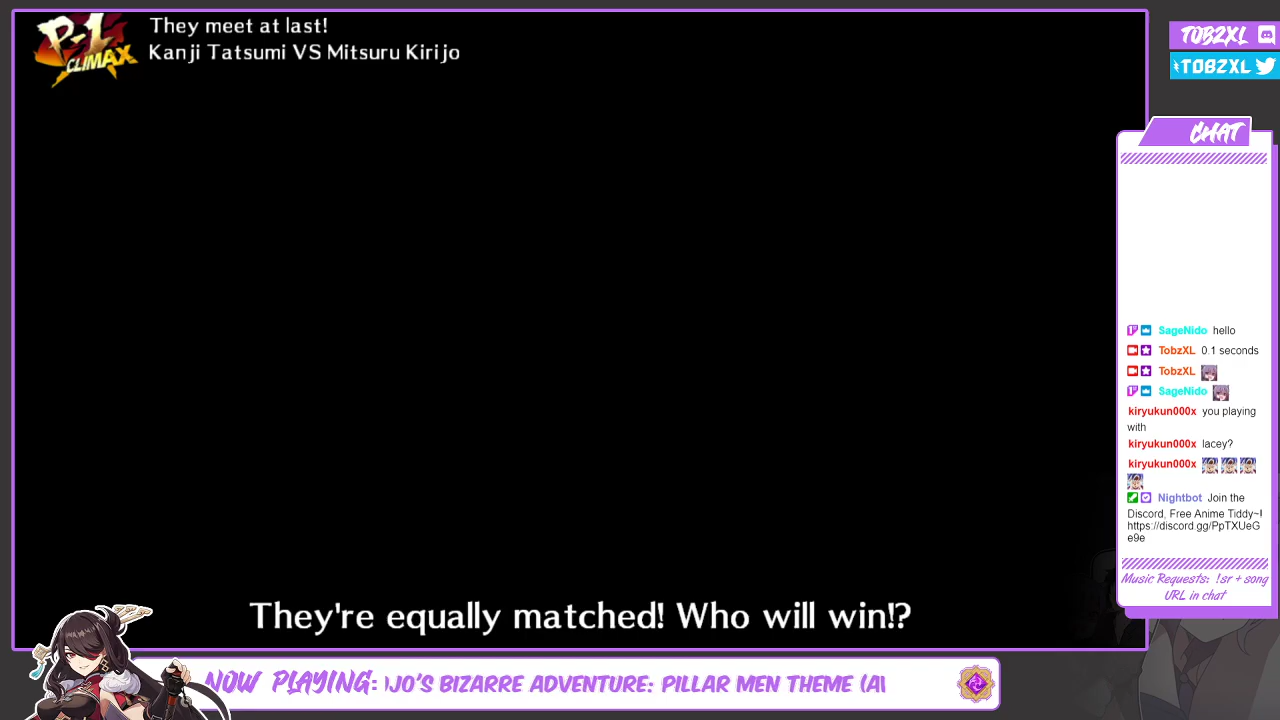 P-1
CLIMAX
They meet at last!
Kanji Tatsumi VS Mitsuru Kirijo
TOBZXL
TOBZXL
CHAT
SageNido hello
TobzXL 0.1 seconds
TobzXL
SageNido
kiryukun000x you playing
with
kiryukun000x lacey?
kiryukun000x
Nightbot Join the
Discord, Free Anime Tiddy~!
https://discord.gg/PpTXUeG
e9e
Music Requests: !sr + song
URL in chat
They're equally matched! Who will win!?
NOW PLAYING: OJO'S BIZARRE ADVENTURE: PILLAR MEN THEME (AI